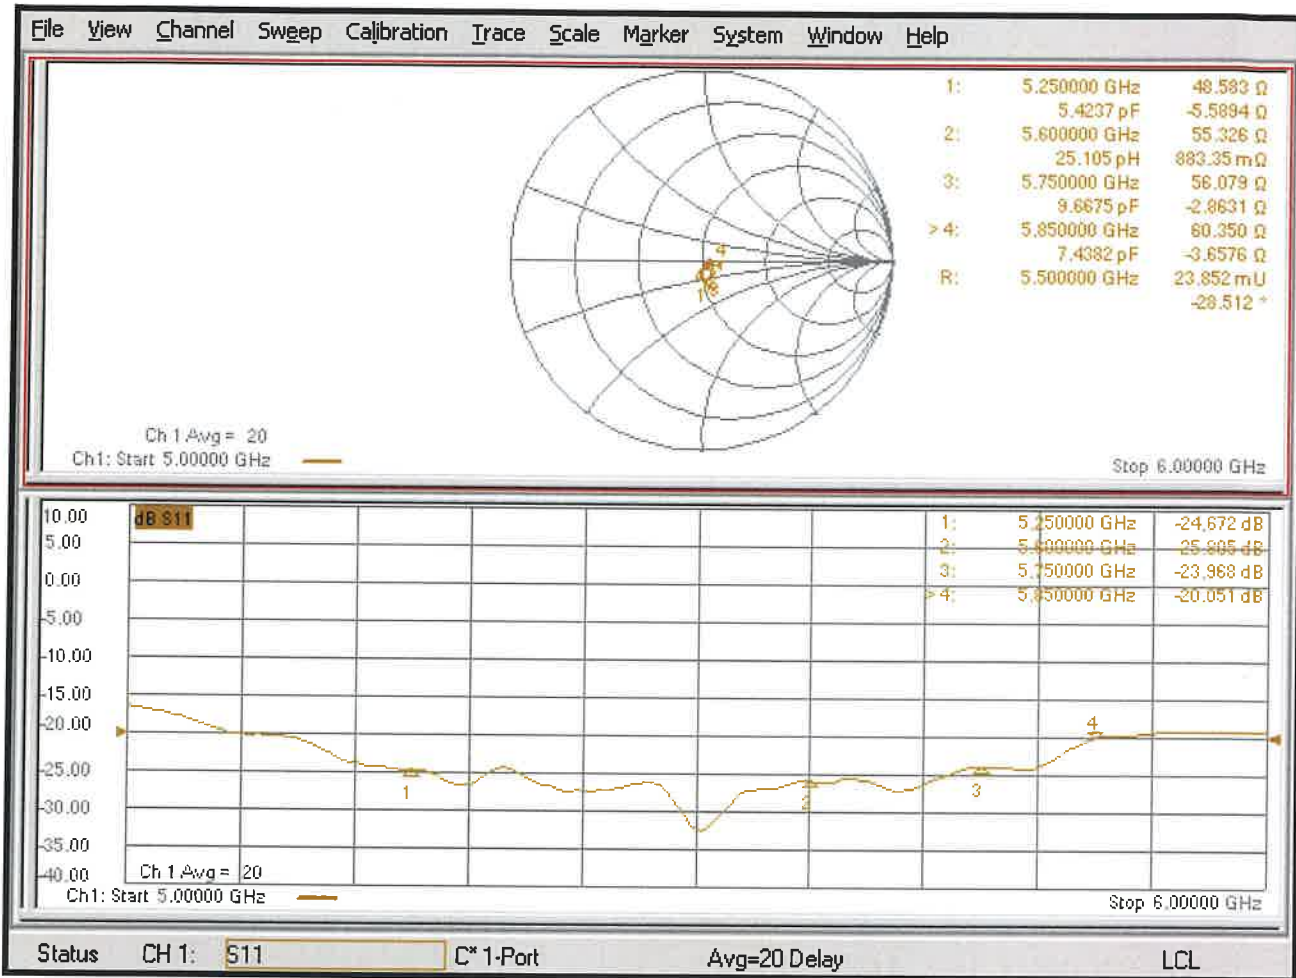 File View Channel Sweep Calibration Trace Scale Marker System Window Help
1: 5.250000 GHz 48.583 Ω
5.4237 pF -5.5894 Ω
2: 5.600000 GHz 55.326 Ω
25.105 pH 883.35 mΩ
3: 5.750000 GHz 56.079 Ω
9.6675 pF -2.8631 Ω
> 4: 5.850000 GHz 60.350 Ω
7.4382 pF -3.6576 Ω
R: 5.500000 GHz 23.852 mU
-28.512 °
4
1
Ch 1 Avg = 20
Ch1: Start 5.00000 GHz
Stop 6.00000 GHz
10.00
5.00
0.00
-5.00
-10.00
-15.00
-20.00
-25.00
-30.00
-35.00
-40.00
dB S11
1: 5.250000 GHz -24.672 dB
2: 5.600000 GHz -25.805 dB
3: 5.750000 GHz -23.968 dB
> 4: 5.850000 GHz -20.051 dB
1
2
3
4
Ch 1 Avg = 20
Ch1: Start 5.00000 GHz
Stop 6.00000 GHz
Status CH 1: S11 C* 1-Port Avg=20 Delay LCL